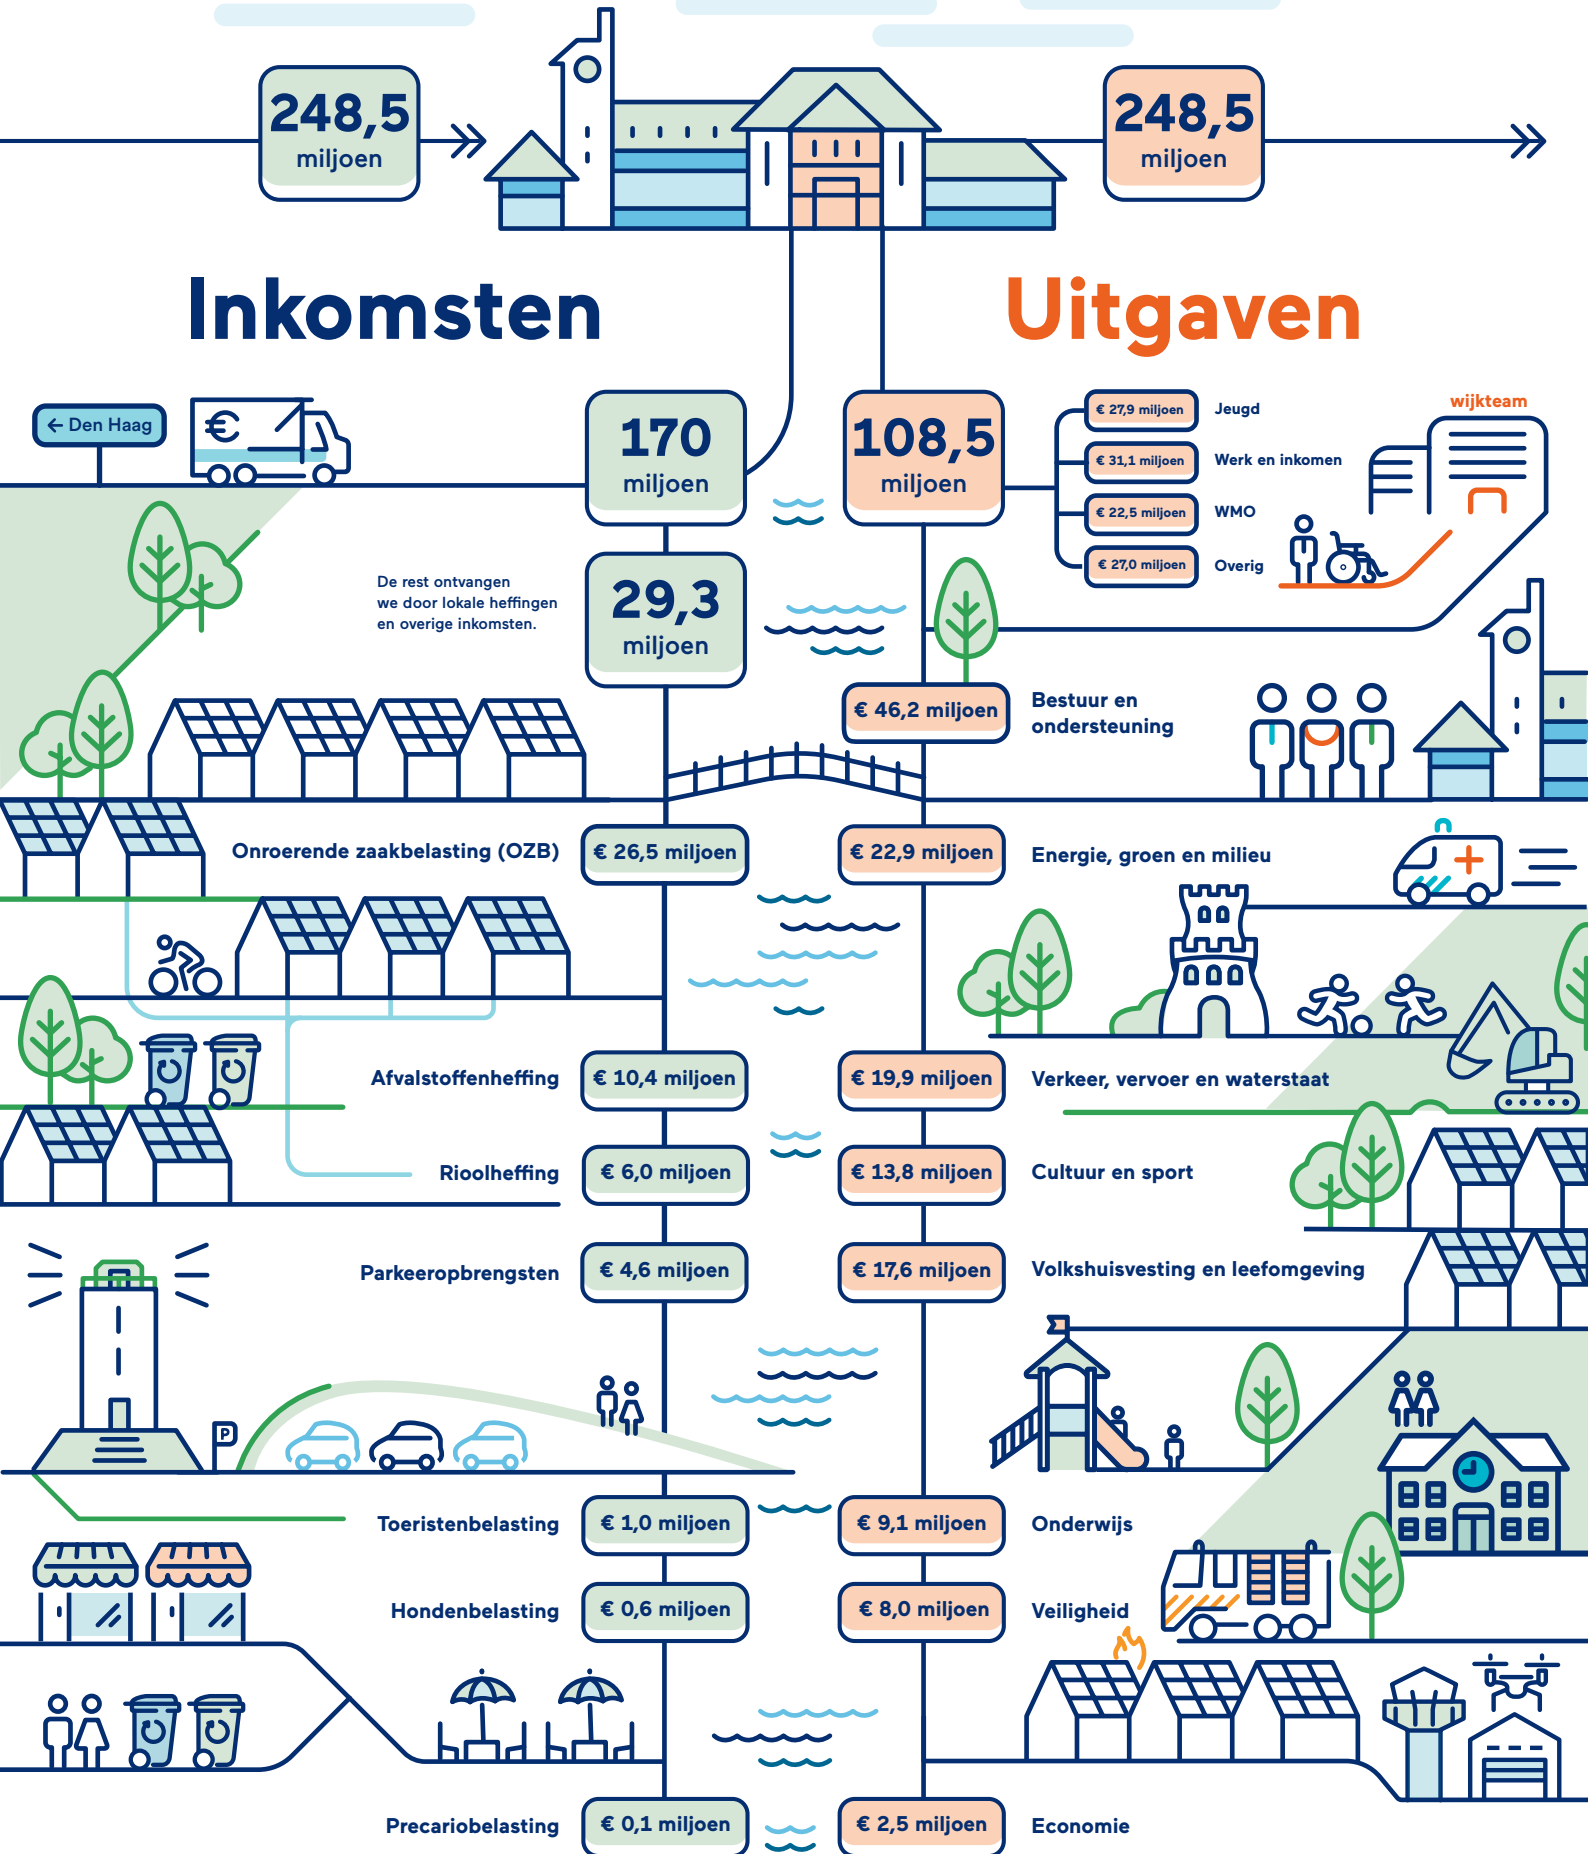 248,5
miljoen
248,5
miljoen
Inkomsten
Uitgaven
← Den Haag
€
170
miljoen
De rest ontvangen
we door lokale heffingen
en overige inkomsten.
29,3
miljoen
Onroerende zaakbelasting (OZB)
€ 26,5 miljoen
Afvalstoffenheffing
€ 10,4 miljoen
Rioolheffing
€ 6,0 miljoen
Parkeeropbrengsten
€ 4,6 miljoen
P
Toeristenbelasting
€ 1,0 miljoen
Hondenbelasting
€ 0,6 miljoen
Precariobelasting
€ 0,1 miljoen
108,5
miljoen
€ 27,9 miljoen
Jeugd
€ 31,1 miljoen
Werk en inkomen
€ 22,5 miljoen
WMO
€ 27,0 miljoen
Overig
wijkteam
€ 46,2 miljoen
Bestuur en
ondersteuning
€ 22,9 miljoen
Energie, groen en milieu
€ 19,9 miljoen
Verkeer, vervoer en waterstaat
€ 13,8 miljoen
Cultuur en sport
€ 17,6 miljoen
Volkshuisvesting en leefomgeving
€ 9,1 miljoen
Onderwijs
€ 8,0 miljoen
Veiligheid
€ 2,5 miljoen
Economie